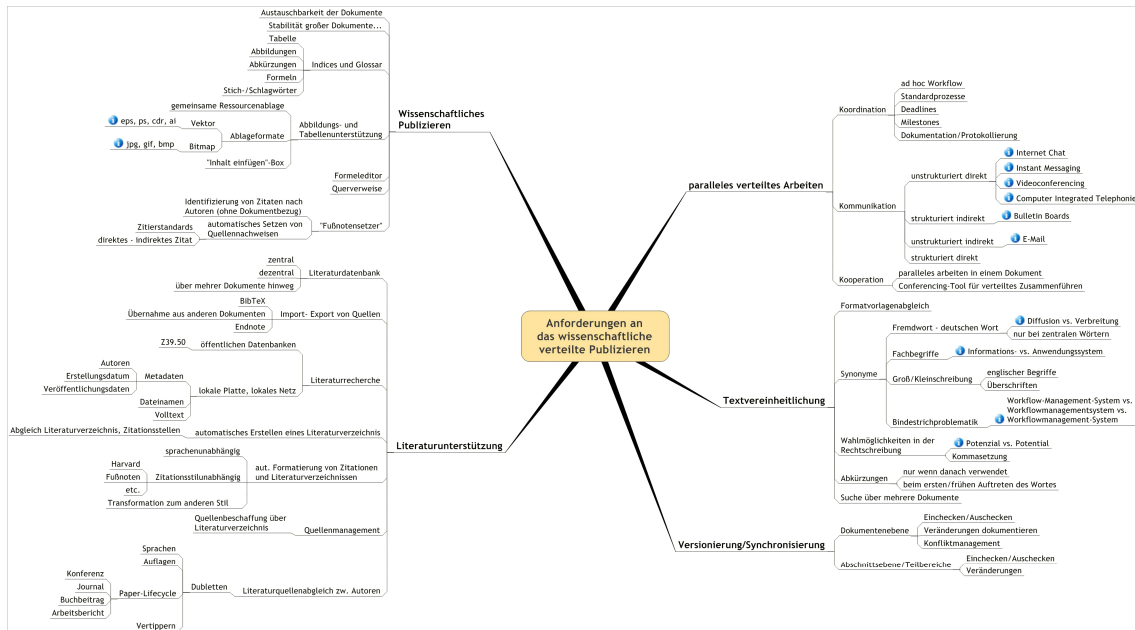 Anforderungen an
das wissenschaftliche
verteilte Publizieren
Wissenschaftliches
Publizieren
Austauschbarkeit der Dokumente
Stabilität großer Dokumente...
Indices und Glossar
Tabelle
Abbildungen
Abkürzungen
Formeln
Stich-/Schlagwörter
Abbildungs- und
Tabellenunterstützung
gemeinsame Ressourcenablage
Ablageformate
Vektor
eps, ps, cdr, ai
Bitmap
jpg, gif, bmp
"Inhalt einfügen"-Box
Formeleditor
Querverweise
"Fußnotensetzer"
Identifizierung von Zitaten nach
Autoren (ohne Dokumentbezug)
automatisches Setzen von
Quellennachweisen
Zitierstandards
direktes - indirektes Zitat
Literaturunterstützung
Literaturdatenbank
zentral
dezentral
über mehrer Dokumente hinweg
Import- Export von Quellen
BibTeX
Übernahme aus anderen Dokumenten
Endnote
Literaturrecherche
öffentlichen Datenbanken
Z39.50
lokale Platte, lokales Netz
Metadaten
Autoren
Erstellungsdatum
Veröffentlichungsdaten
Dateinamen
Volltext
automatisches Erstellen eines Literaturverzeichnis
Abgleich Literaturverzeichnis, Zitationsstellen
aut. Formatierung von Zitationen
und Literaturverzeichnissen
sprachenunabhängig
Zitationsstilunabhängig
Harvard
Fußnoten
etc.
Transformation zum anderen Stil
Quellenmanagement
Quellenbeschaffung über
Literaturverzeichnis
Literaturquellenabgleich zw. Autoren
Dubletten
Sprachen
Auflagen
Paper-Lifecycle
Konferenz
Journal
Buchbeitrag
Arbeitsbericht
Vertippern
paralleles verteiltes Arbeiten
Koordination
ad hoc Workflow
Standardprozesse
Deadlines
Milestones
Dokumentation/Protokollierung
Kommunikation
unstrukturiert direkt
Internet Chat
Instant Messaging
Videoconferencing
Computer Integrated Telephonie
strukturiert indirekt
Bulletin Boards
unstrukturiert indirekt
E-Mail
strukturiert direkt
Kooperation
paralleles arbeiten in einem Dokument
Conferencing-Tool für verteiltes Zusammenführen
Textvereinheitlichung
Formatvorlagenabgleich
Synonyme
Fremdwort - deutschen Wort
Diffusion vs. Verbreitung
nur bei zentralen Wörtern
Fachbegriffe
Informations- vs. Anwendungssystem
Groß/Kleinschreibung
englischer Begriffe
Überschriften
Bindestrichproblematik
Workflow-Management-System vs.
Workflowmanagementsystem vs.
Workflowmanagement-System
Wahlmöglichkeiten in der
Rechtschreibung
Potenzial vs. Potential
Kommasetzung
Abkürzungen
nur wenn danach verwendet
beim ersten/frühen Auftreten des Wortes
Suche über mehrere Dokumente
Versionierung/Synchronisierung
Dokumentenebene
Einchecken/Auschecken
Veränderungen dokumentieren
Konfliktmanagement
Abschnittsebene/Teilbereiche
Einchecken/Auschecken
Veränderungen